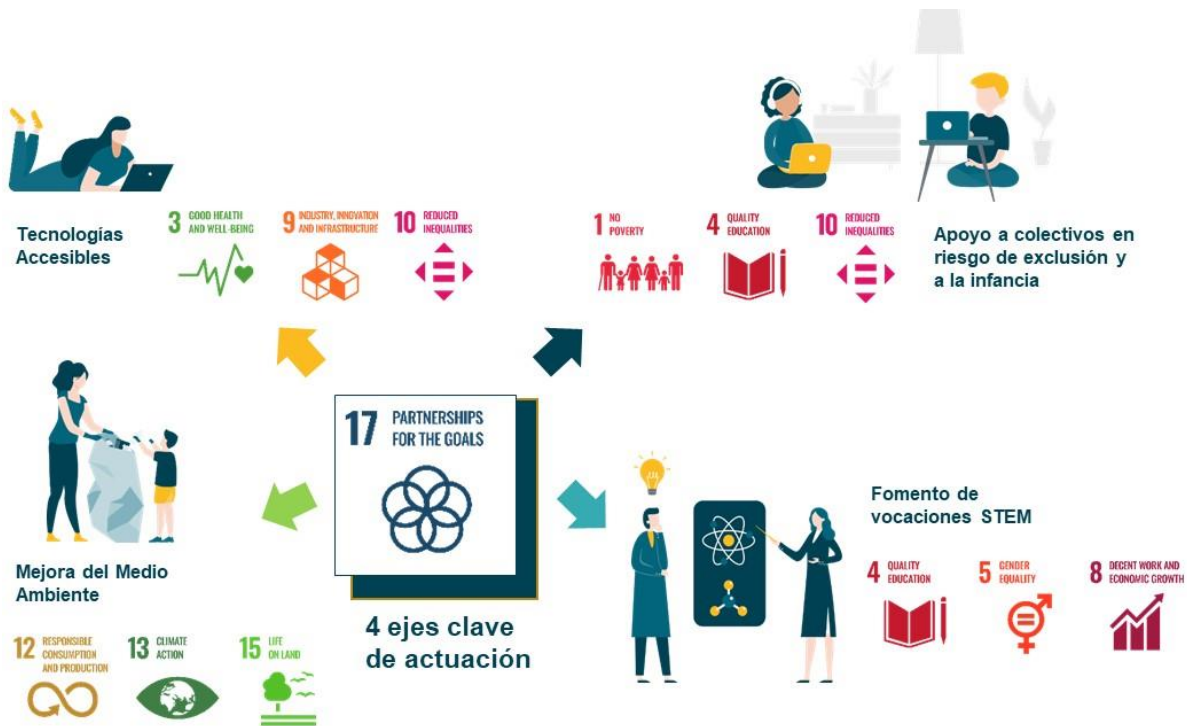 Tecnologías
Accesibles
3 GOOD HEALTH
AND WELL-BEING
9 INDUSTRY, INNOVATION
AND INFRASTRUCTURE
10 REDUCED
INEQUALITIES
1 NO
POVERTY
4 QUALITY
EDUCATION
10 REDUCED
INEQUALITIES
Apoyo a colectivos en
riesgo de exclusión y
a la infancia
17 PARTNERSHIPS
FOR THE GOALS
4 ejes clave
de actuación
Mejora del Medio
Ambiente
12 RESPONSIBLE
CONSUMPTION
AND PRODUCTION
13 CLIMATE
ACTION
15 LIFE
ON LAND
Fomento de
vocaciones STEM
4 QUALITY
EDUCATION
5 GENDER
EQUALITY
8 DECENT WORK AND
ECONOMIC GROWTH